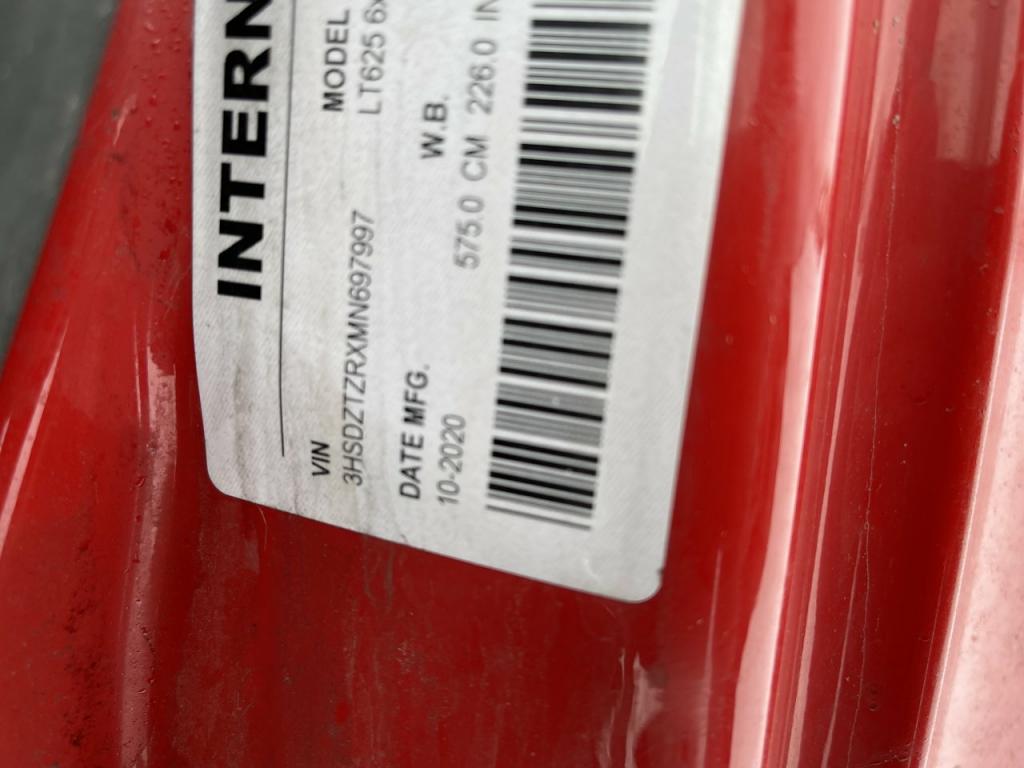 INTERN
MODEL
LT625 6x
VIN
3HSDZTZRXMN697997
W.B.
575.0 CM 226.0 IN
DATE MFG.
10-2020